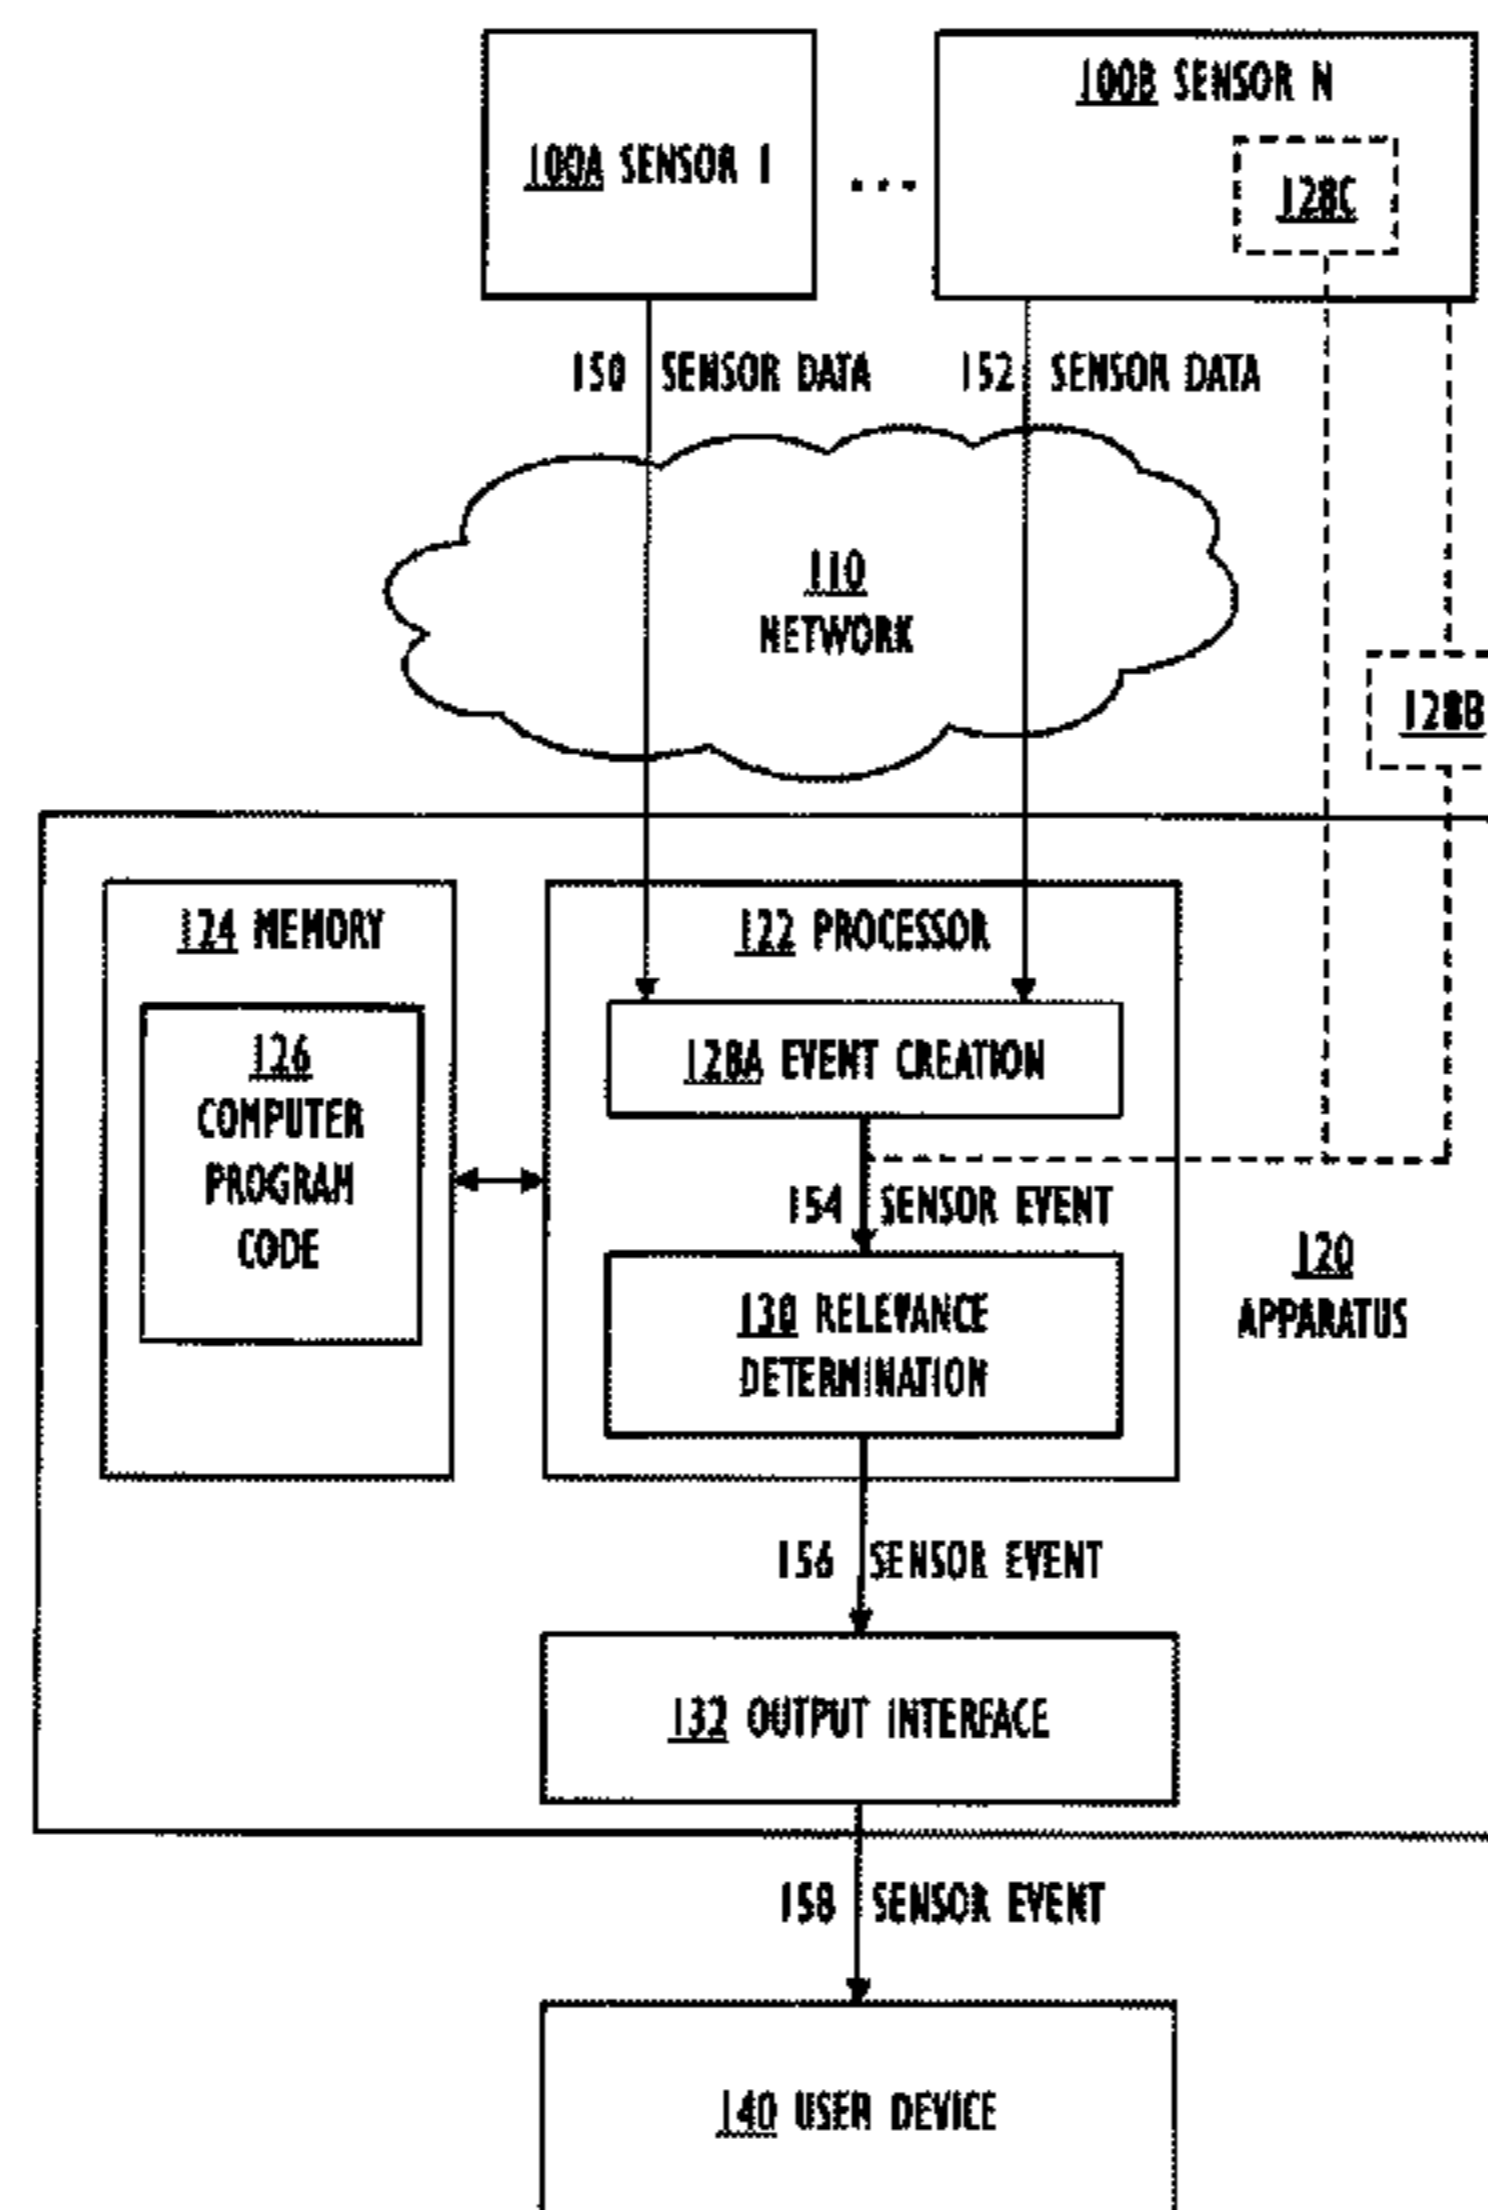 100A SENSOR 1
...
100B SENSOR N
128C
150 SENSOR DATA
152 SENSOR DATA
110
NETWORK
128B
124 MEMORY
122 PROCESSOR
126
COMPUTER
PROGRAM
CODE
128A EVENT CREATION
154 SENSOR EVENT
130 RELEVANCE
DETERMINATION
120
APPARATUS
156 SENSOR EVENT
132 OUTPUT INTERFACE
158 SENSOR EVENT
140 USER DEVICE